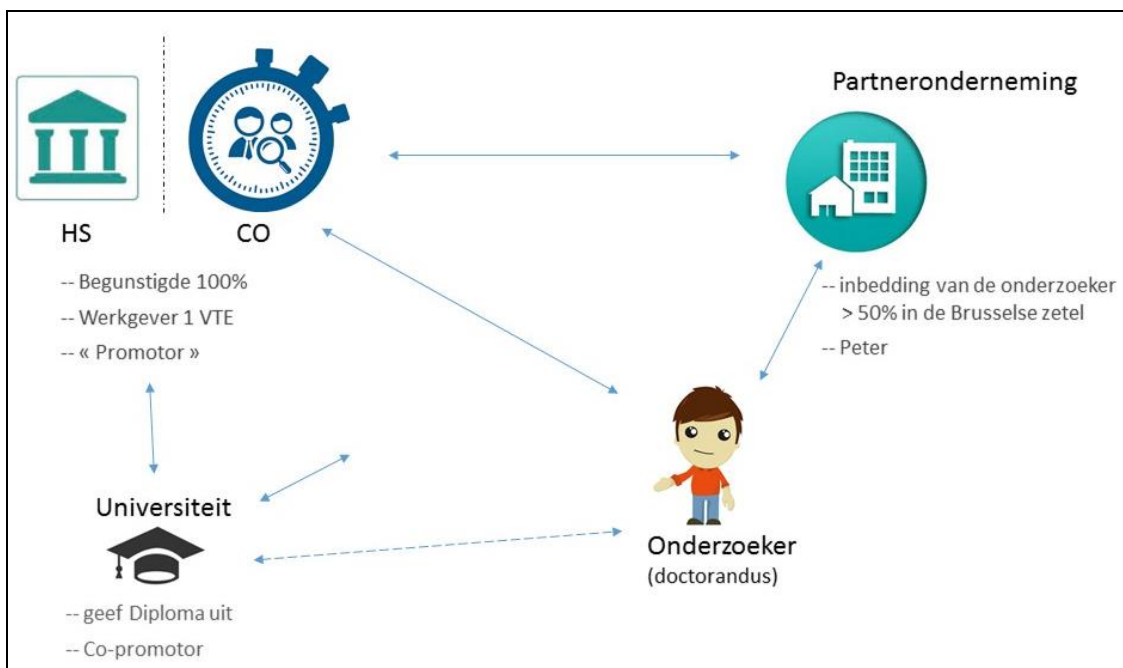 HS
CO
-- Begunstigde 100%
-- Werkgever 1 VTE
-- « Promotor »
Partneronderneming
-- inbedding van de onderzoeker
> 50% in de Brusselse zetel
-- Peter
Universiteit
-- geef Diploma uit
-- Co-promotor
Onderzoeker
(doctorandus)